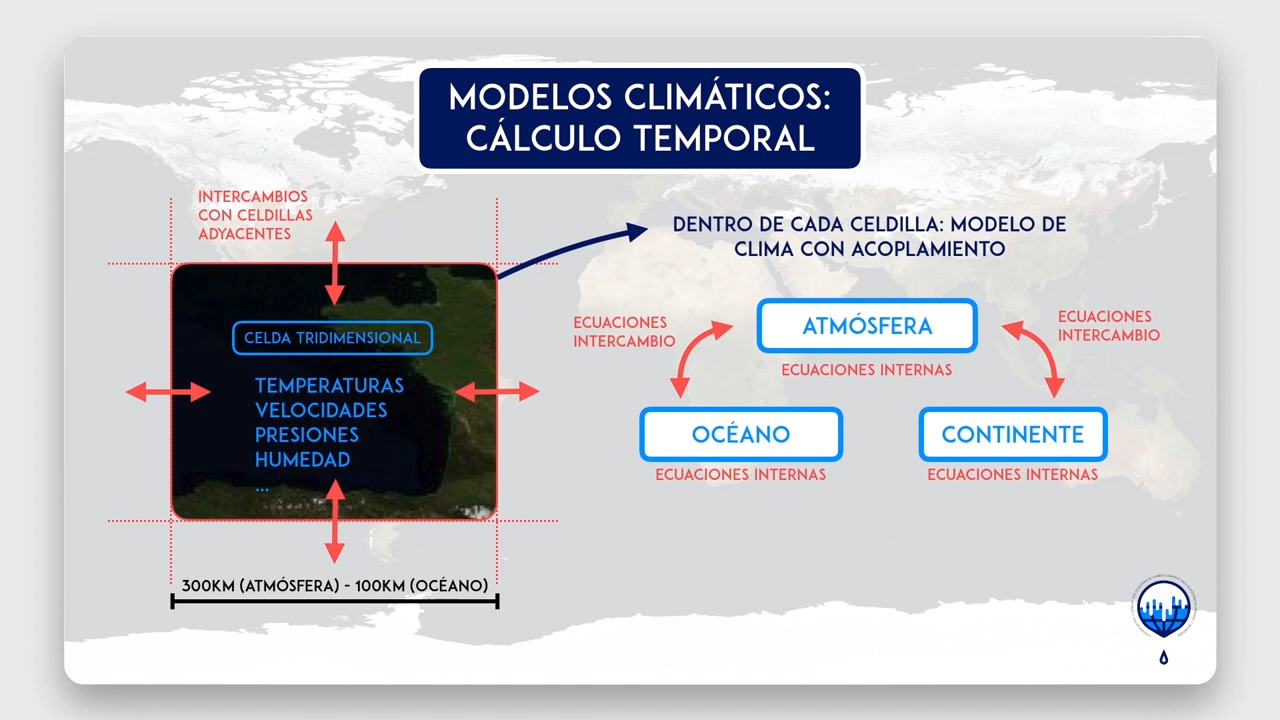 MODELOS CLIMÁTICOS:
CÁLCULO TEMPORAL
INTERCAMBIOS
CON CELDILLAS
ADYACENTES
CELDA TRIDIMENSIONAL
TEMPERATURAS
VELOCIDADES
PRESIONES
HUMEDAD
...
300KM (ATMÓSFERA) - 100KM (OCÉANO)
DENTRO DE CADA CELDILLA: MODELO DE
CLIMA CON ACOPLAMIENTO
ECUACIONES
INTERCAMBIO
ATMÓSFERA
ECUACIONES INTERNAS
ECUACIONES
INTERCAMBIO
OCÉANO
ECUACIONES INTERNAS
CONTINENTE
ECUACIONES INTERNAS